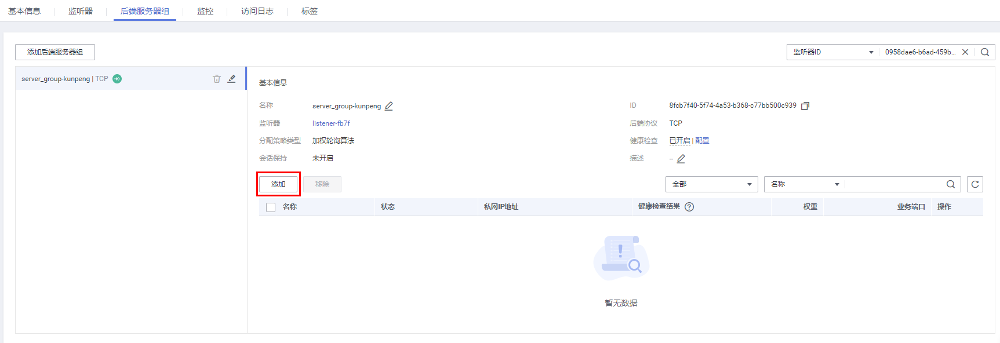 基本信息 监听器 后端服务器组 监控 访问日志 标签
添加后端服务器组 监听器ID 0958dae6-b6ad-459b...
server_group-kunpeng | TCP
基本信息
名称 server_group-kunpeng ID 8fcb7f40-5f74-4a53-b368-c77bb500c939
监听器 listener-fb7f 后端协议 TCP
分配策略类型 加权轮询算法 健康检查 已开启 | 配置
会话保持 未开启 描述 --
添加 移除 全部 名称
名称 状态 私网IP地址 健康检查结果 ? 权重 业务端口 操作
暂无数据